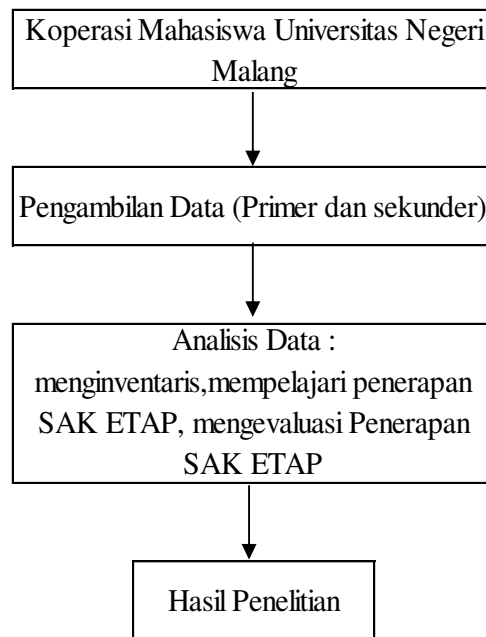 Koperasi Mahasiswa Universitas Negeri
Malang
Pengambilan Data (Primer dan sekunder)
Analisis Data :
menginventaris,mempelajari penerapan
SAK ETAP, mengevaluasi Penerapan
SAK ETAP
Hasil Penelitian